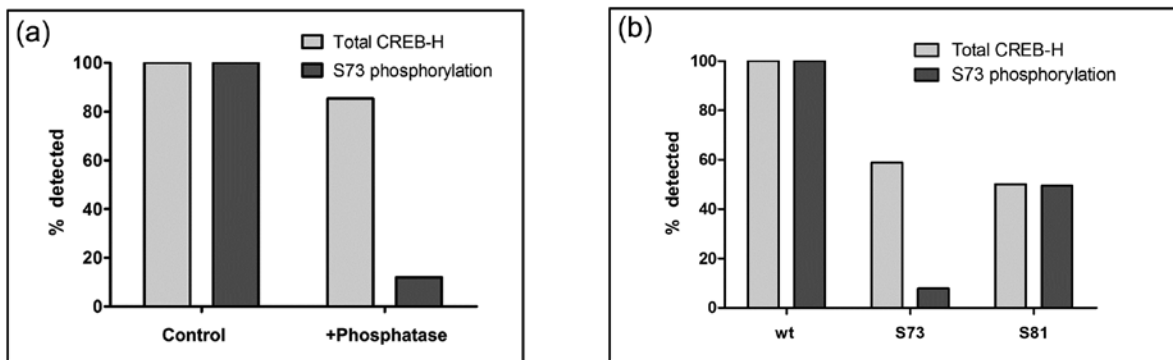 (a)
Total CREB-H
S73 phosphorylation
% detected
100
80
60
40
20
0
Control
+Phosphatase
(b)
Total CREB-H
S73 phosphorylation
% detected
100
80
60
40
20
0
wt
S73
S81